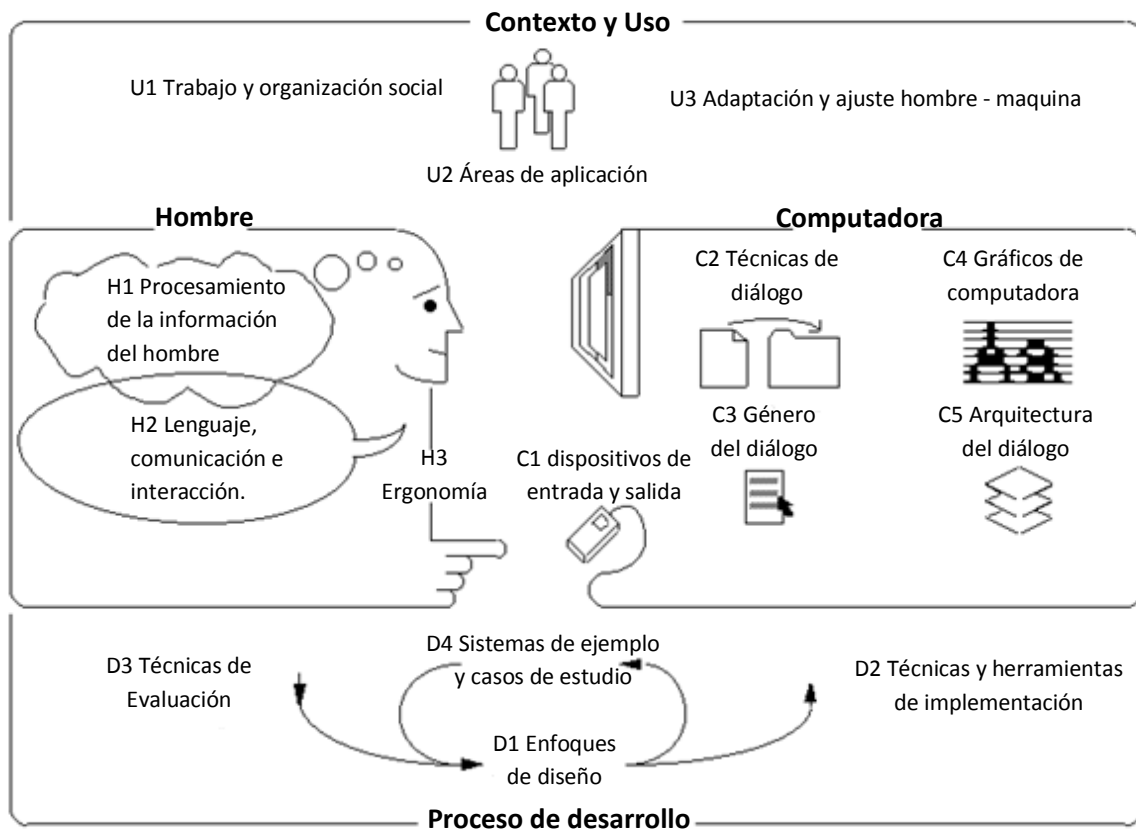 Contexto y Uso
U1 Trabajo y organización social
U3 Adaptación y ajuste hombre - maquina
U2 Áreas de aplicación
Hombre
H1 Procesamiento
de la información
del hombre
H2 Lenguaje,
comunicación e
interacción.
H3
Ergonomía
Computadora
C1 dispositivos de
entrada y salida
C2 Técnicas de
diálogo
C3 Género
del diálogo
C4 Gráficos de
computadora
C5 Arquitectura
del diálogo
D3 Técnicas de
Evaluación
D4 Sistemas de ejemplo
y casos de estudio
D1 Enfoques
de diseño
D2 Técnicas y herramientas
de implementación
Proceso de desarrollo